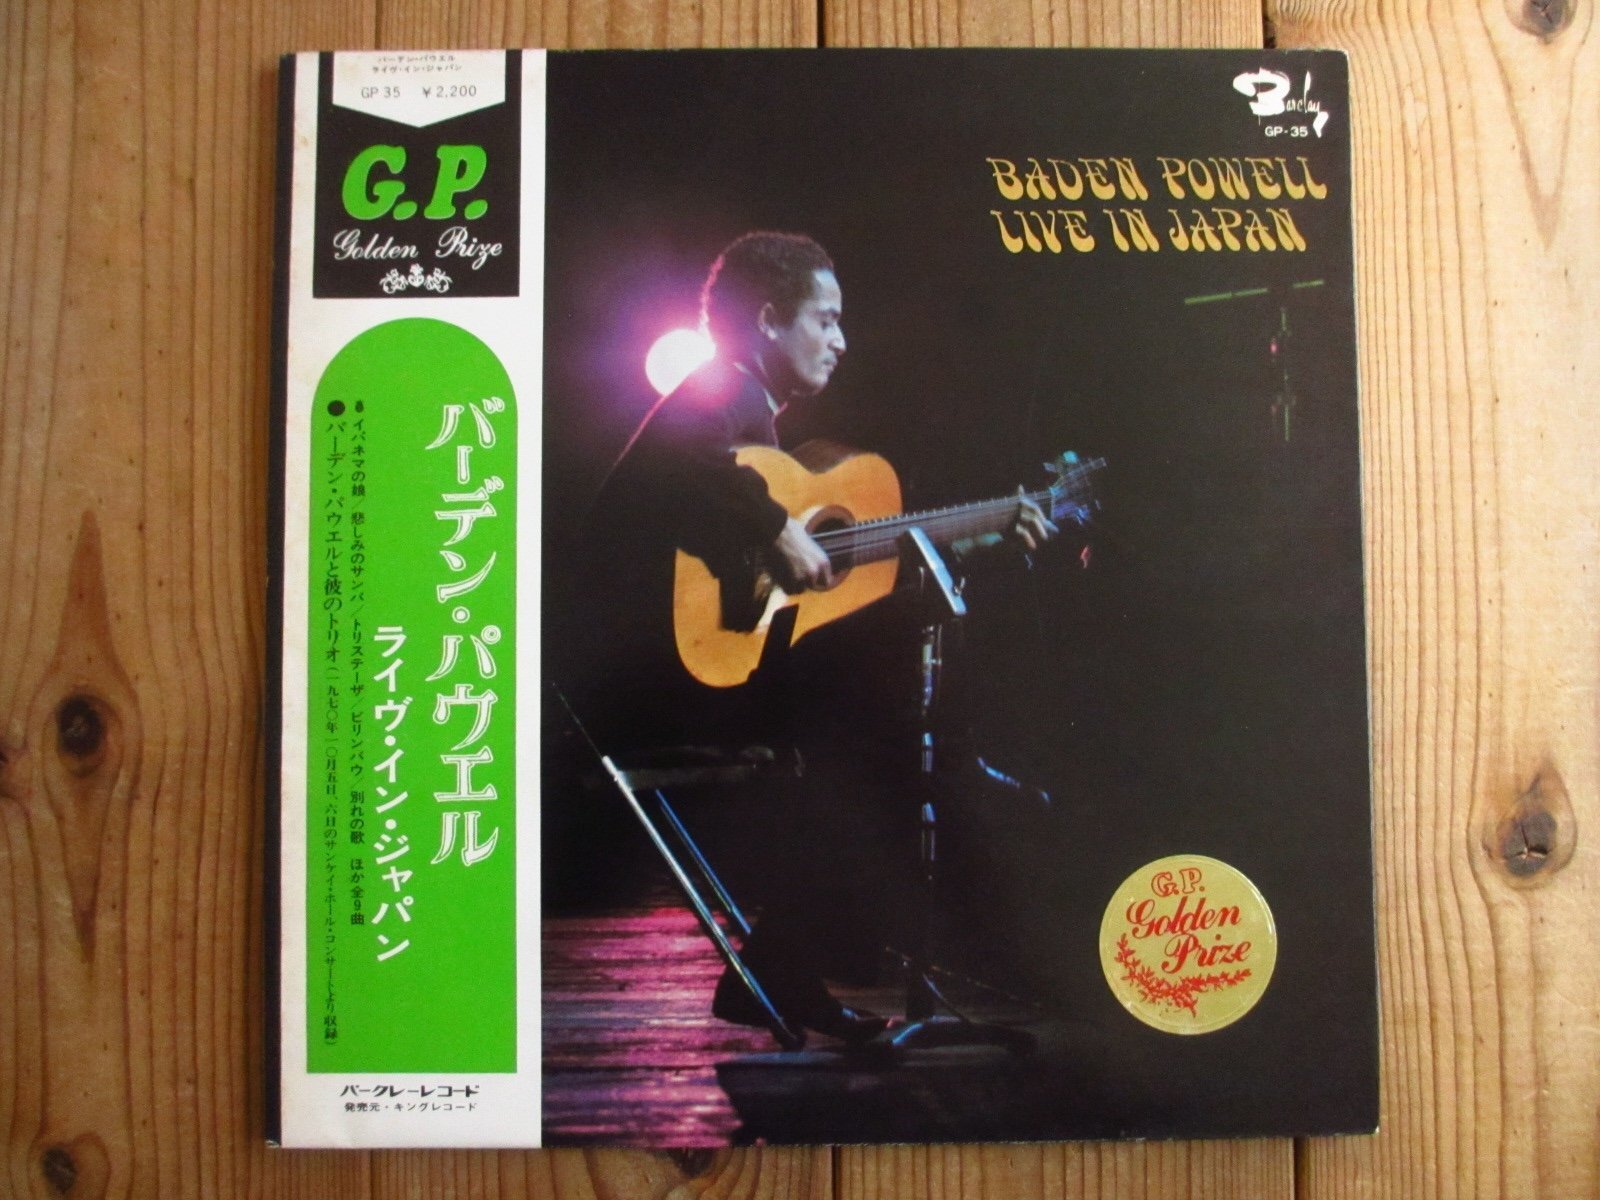 バーデン・パウエル
ライヴ・イン・ジャパン
GP 35 ¥2,200
G.P.
Golden Prize
バーデン・パウエル
ライヴ・イン・ジャパン
イパネマの娘/悲しみのサンバ/トリステーザ/ビリンバウ/別れの歌 ほか全9曲
●バーデン・パウエルと彼のトリオ(一九七〇年一〇月五日、六日のサンケイ・ホール・コンサートより収録)
バークレーレコード
発売元・キングレコード
Barclay
GP-35
BADEN POWELL
LIVE IN JAPAN
G.P.
Golden
Prize